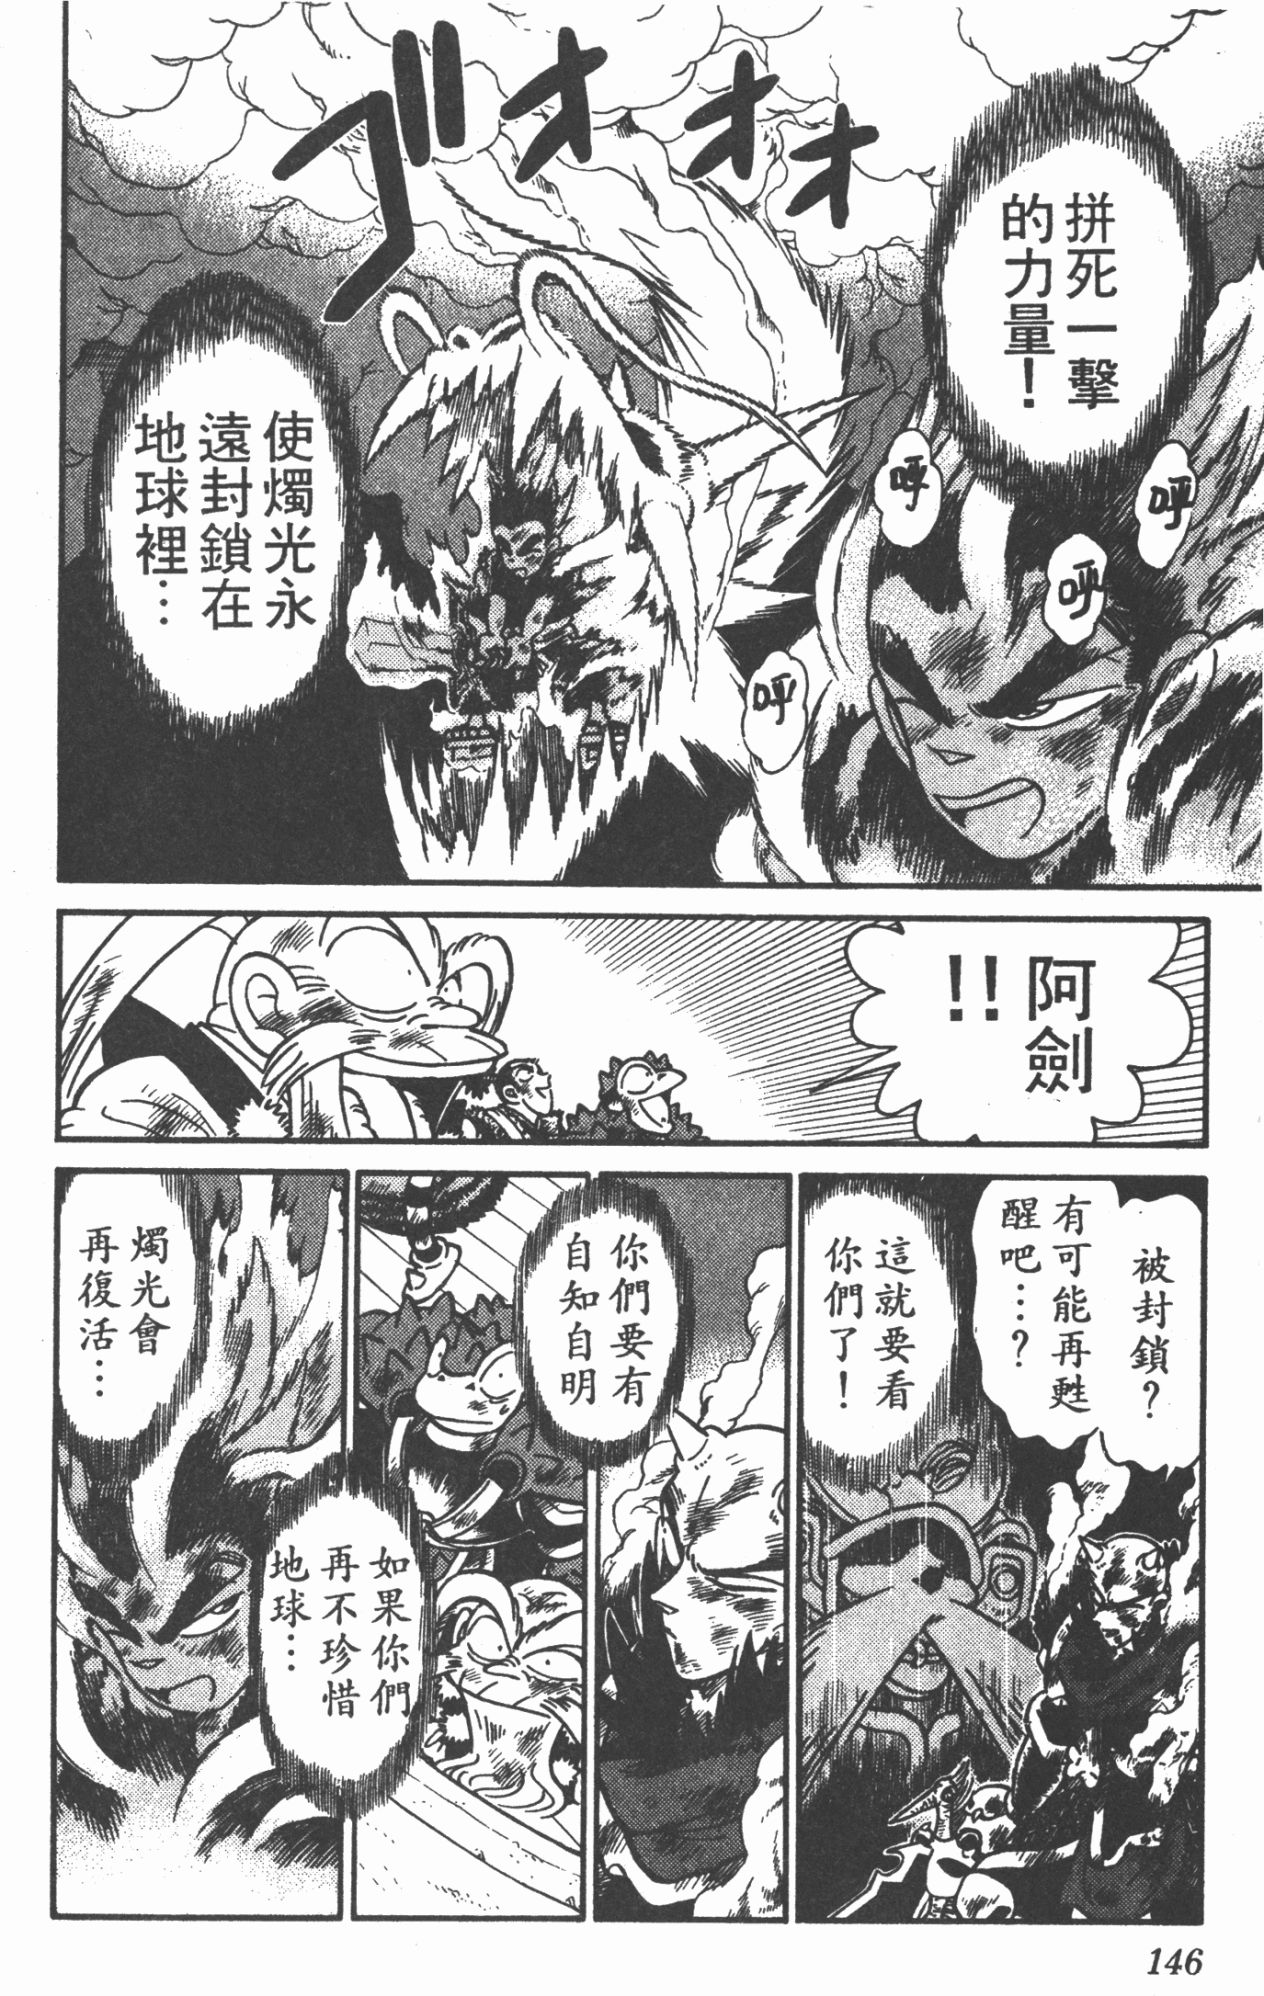 拼死一擊
的力量！
呼
呼
呼
呼
ゴオオオ
使燭光永
遠封鎖在
地球裡…
阿劍
!!
被封鎖？
有可能再甦
醒吧…？
這就要看
你們了！
你們要有
自知自明
如果你們
再不珍惜
地球…
燭光會
再復活…
146